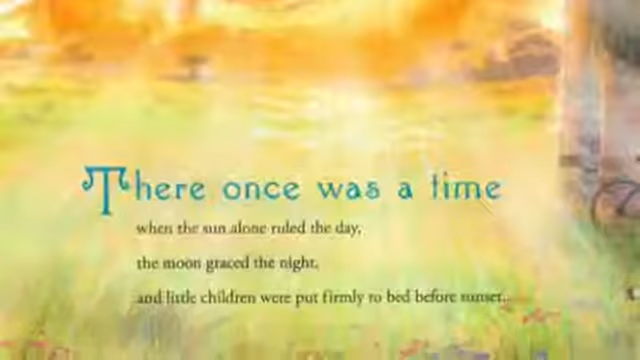 There once was a time
when the sun alone ruled the day,
the moon graced the night,
and little children were put firmly to bed before sunset...